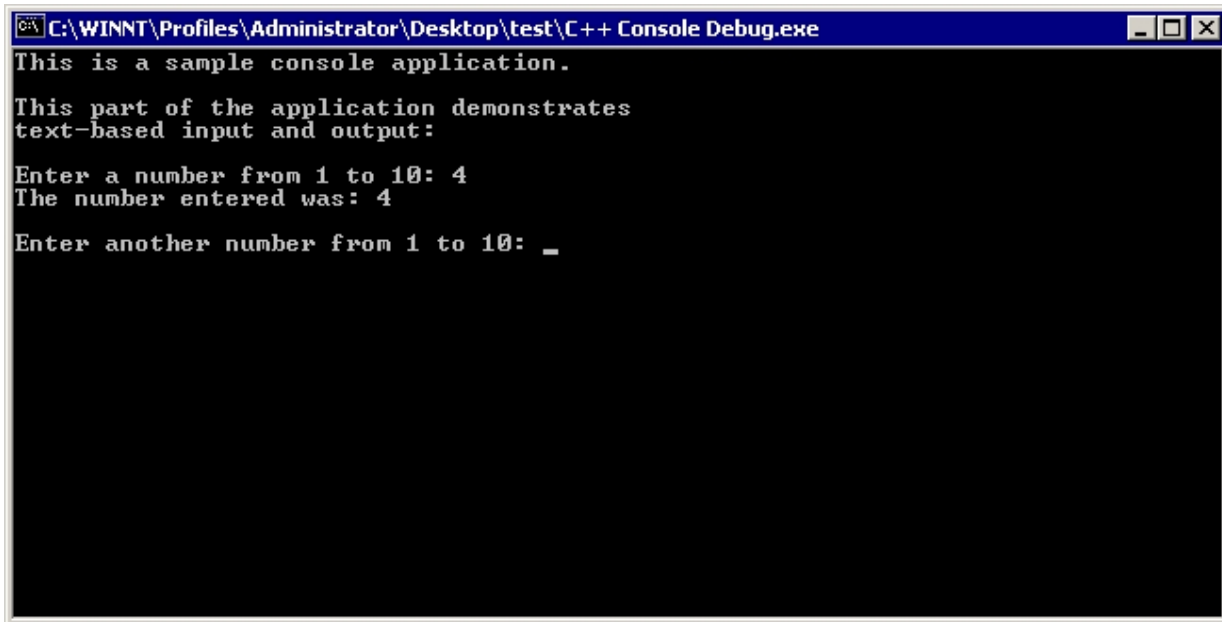 C:\WINNT\Profiles\Administrator\Desktop\test\C++ Console Debug.exe
This is a sample console application.
This part of the application demonstrates
text-based input and output:
Enter a number from 1 to 10: 4
The number entered was: 4
Enter another number from 1 to 10: _